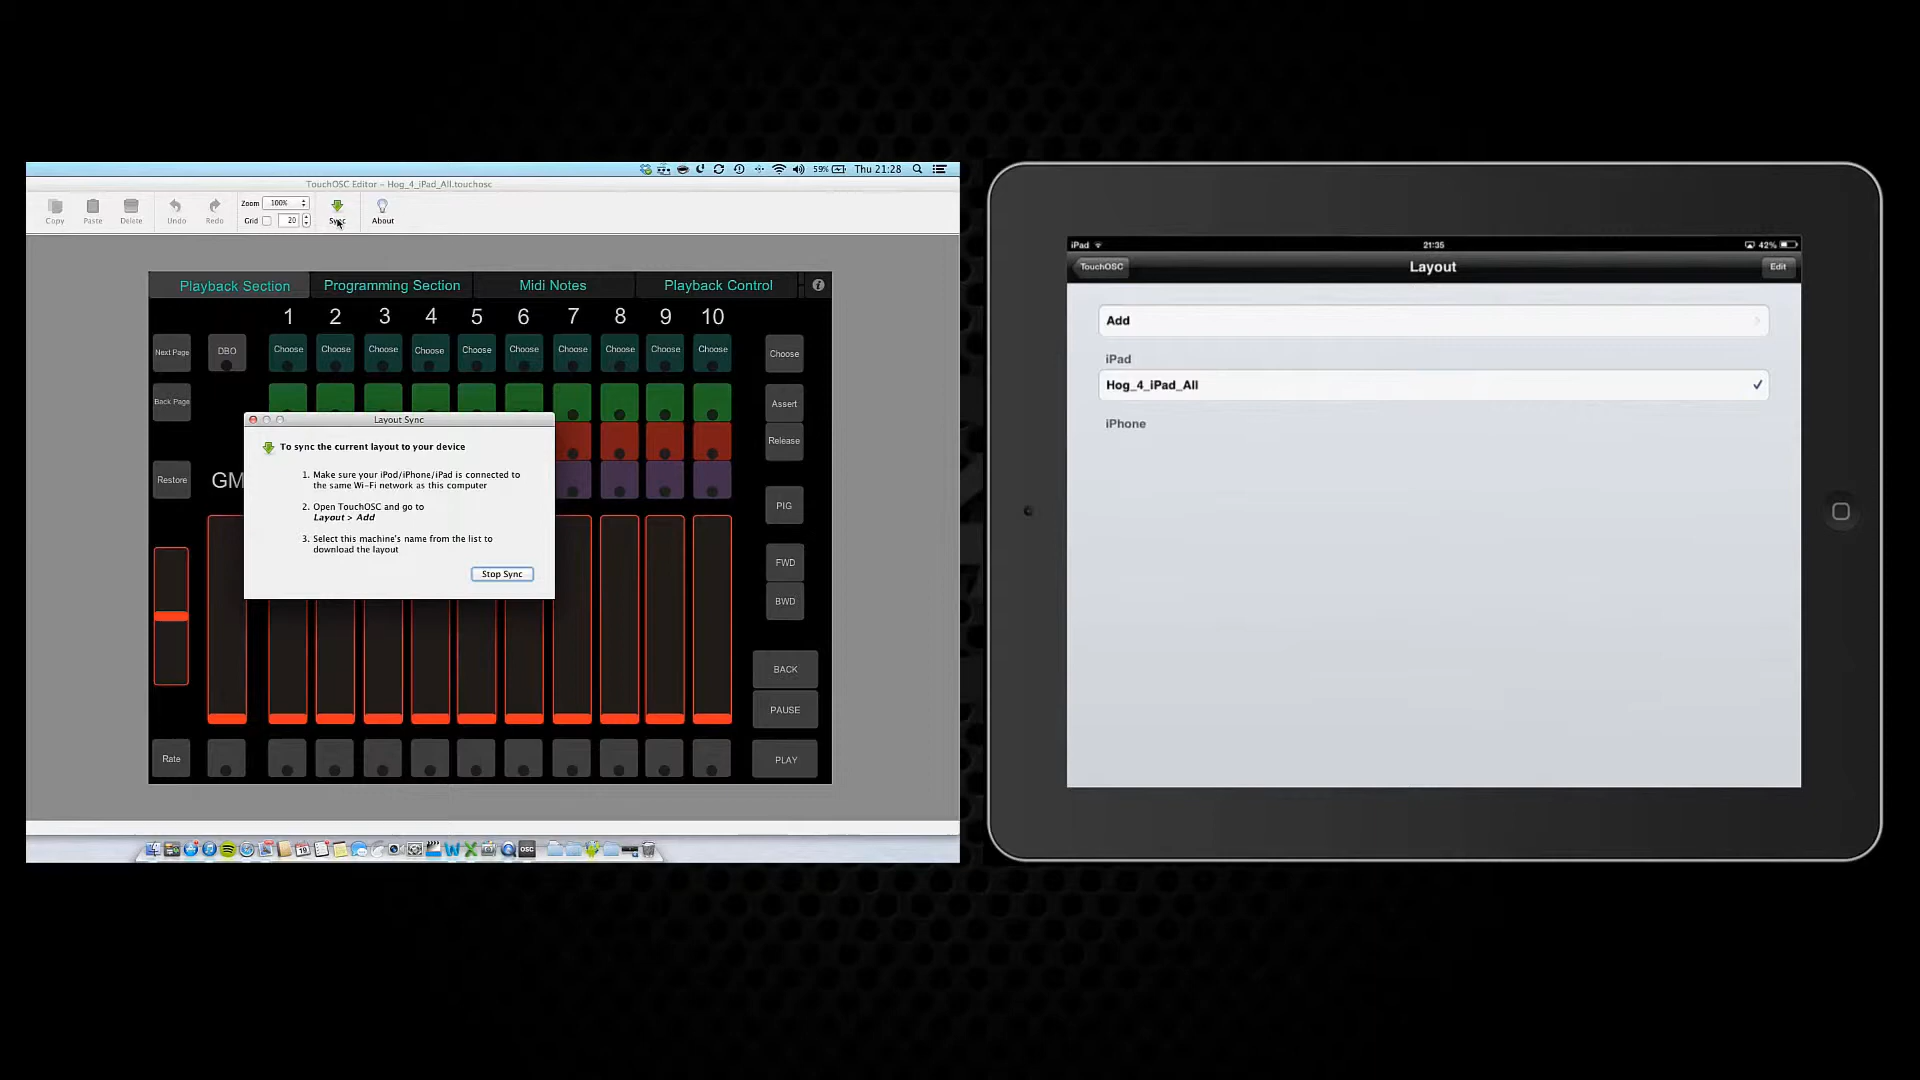 59%
Thu 21:28
TouchOSC Editor – Hog_4_iPad_All.touchosc
Copy
Paste
Delete
Undo
Redo
Zoom
100%
Grid
20
Sync
About
Playback Section
Programming Section
Midi Notes
Playback Control
1 2 3 4 5 6 7 8 9 10
Next Page
DBO
Choose Choose Choose Choose Choose Choose Choose Choose Choose Choose
Choose
Back Page
Assert
Release
Restore
GM
PIG
FWD
BWD
BACK
PAUSE
Rate
PLAY
Layout Sync
To sync the current layout to your device
1. Make sure your iPod/iPhone/iPad is connected to
the same Wi-Fi network as this computer
2. Open TouchOSC and go to
Layout > Add
3. Select this machine's name from the list to
download the layout
Stop Sync
OSC
iPad
21:35
42%
TouchOSC
Layout
Edit
Add
iPad
Hog_4_iPad_All
iPhone